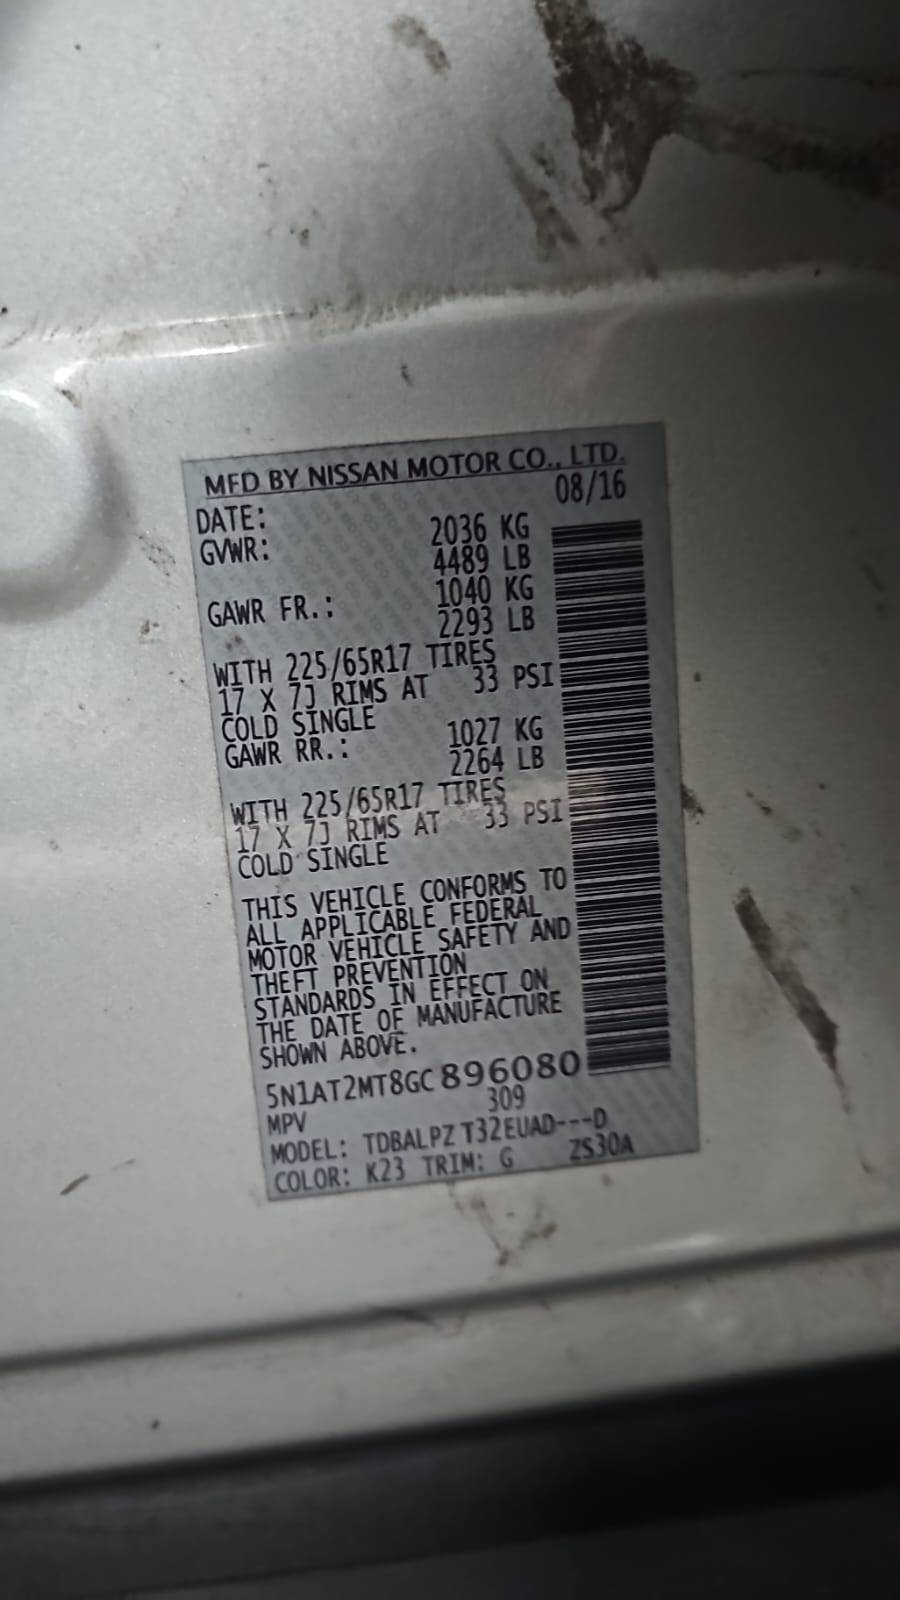 MFD BY NISSAN MOTOR CO., LTD.
DATE: 08/16
GVWR: 2036 KG
4489 LB
GAWR FR.: 1040 KG
2293 LB
WITH 225/65R17 TIRES
17 X 7J RIMS AT 33 PSI
COLD SINGLE
GAWR RR.: 1027 KG
2264 LB
WITH 225/65R17 TIRES
17 X 7J RIMS AT 33 PSI
COLD SINGLE
THIS VEHICLE CONFORMS TO
ALL APPLICABLE FEDERAL
MOTOR VEHICLE SAFETY AND
THEFT PREVENTION
STANDARDS IN EFFECT ON
THE DATE OF MANUFACTURE
SHOWN ABOVE.
5N1AT2MT8GC896080
MPV 309
MODEL: TDBALPZ T32EUAD---D
COLOR: K23 TRIM: G ZS30A